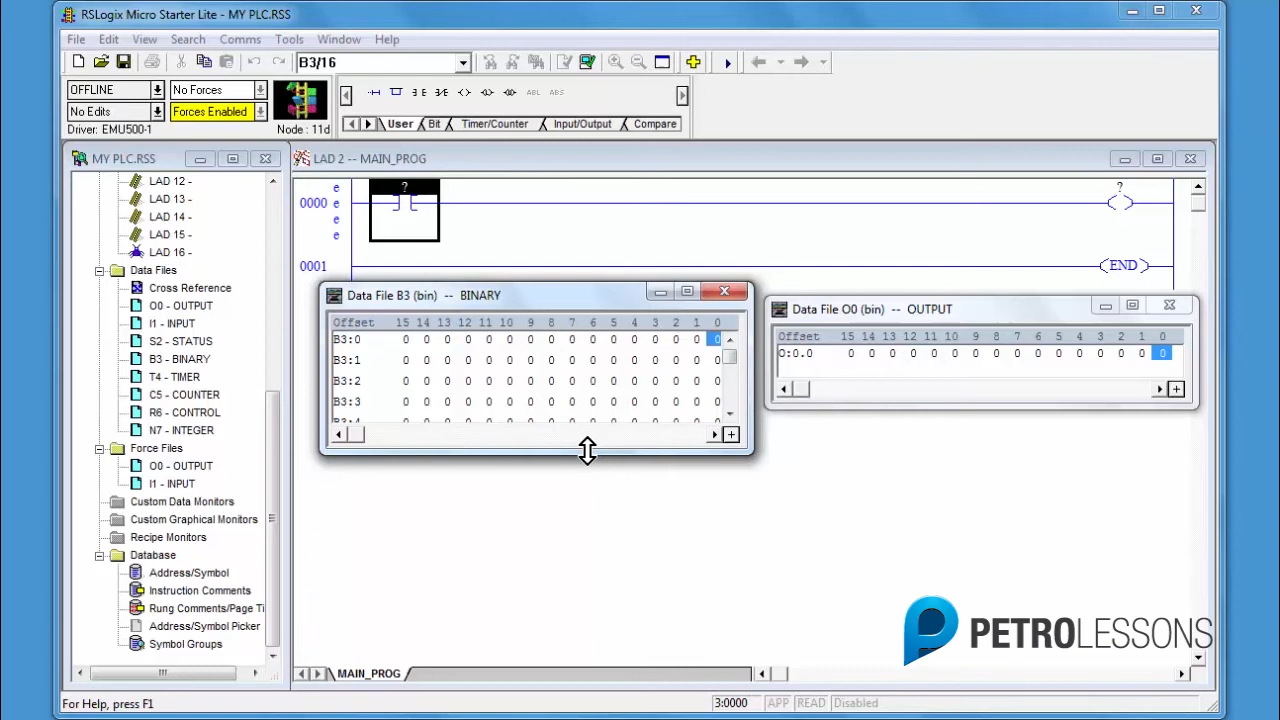 RSLogix Micro Starter Lite - MY PLC.RSS
File Edit View Search Comms Tools Window Help
B3/16
OFFLINE No Forces
No Edits Forces Enabled
Driver: EMU500-1 Node : 11d
ABL ABS
User Bit Timer/Counter Input/Output Compare
MY PLC.RSS
LAD 12 -
LAD 13 -
LAD 14 -
LAD 15 -
LAD 16 -
Data Files
Cross Reference
O0 - OUTPUT
I1 - INPUT
S2 - STATUS
B3 - BINARY
T4 - TIMER
C5 - COUNTER
R6 - CONTROL
N7 - INTEGER
Force Files
O0 - OUTPUT
I1 - INPUT
Custom Data Monitors
Custom Graphical Monitors
Recipe Monitors
Database
Address/Symbol
Instruction Comments
Rung Comments/Page Ti
Address/Symbol Picker
Symbol Groups
LAD 2 -- MAIN_PROG
e ? ?
0000 e
e
e
0001 END
Data File B3 (bin) -- BINARY
Offset 15 14 13 12 11 10 9 8 7 6 5 4 3 2 1 0
B3:0 0 0 0 0 0 0 0 0 0 0 0 0 0 0 0 0
B3:1 0 0 0 0 0 0 0 0 0 0 0 0 0 0 0 0
B3:2 0 0 0 0 0 0 0 0 0 0 0 0 0 0 0 0
B3:3 0 0 0 0 0 0 0 0 0 0 0 0 0 0 0 0
Data File O0 (bin) -- OUTPUT
Offset 15 14 13 12 11 10 9 8 7 6 5 4 3 2 1 0
O:0.0 0 0 0 0 0 0 0 0 0 0 0 0 0 0 0 0
PETROLESSONS
MAIN_PROG
For Help, press F1
3:0000 APP READ Disabled